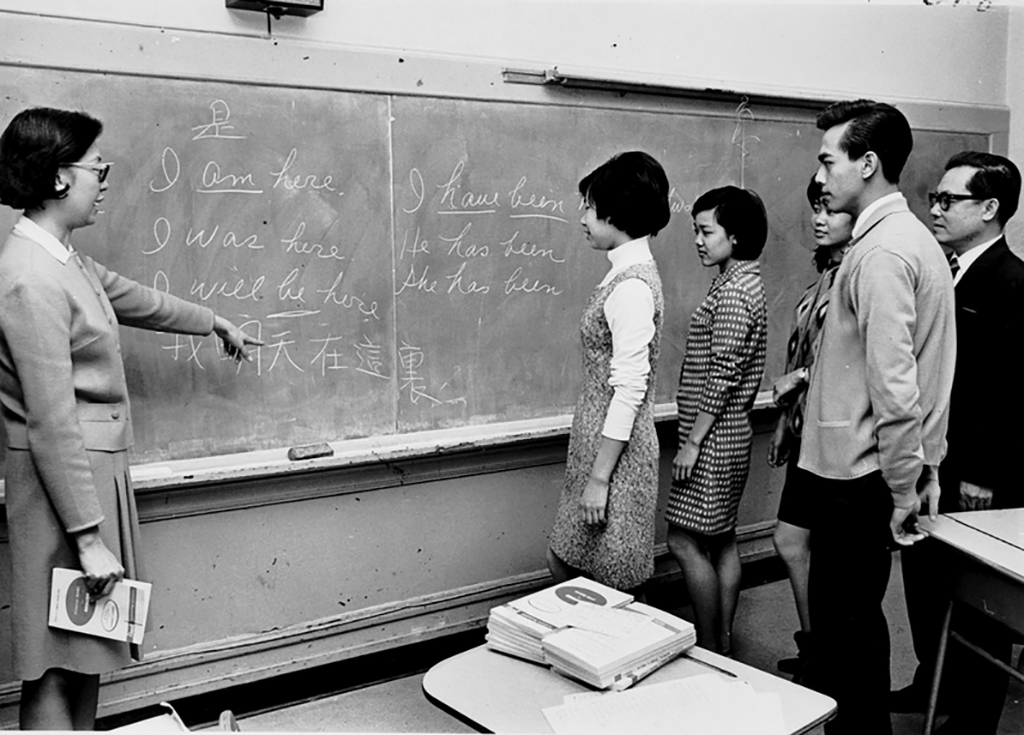 是
I am here.
I was here
I will be here
我明天在這裏
I have been
He has been
She has been